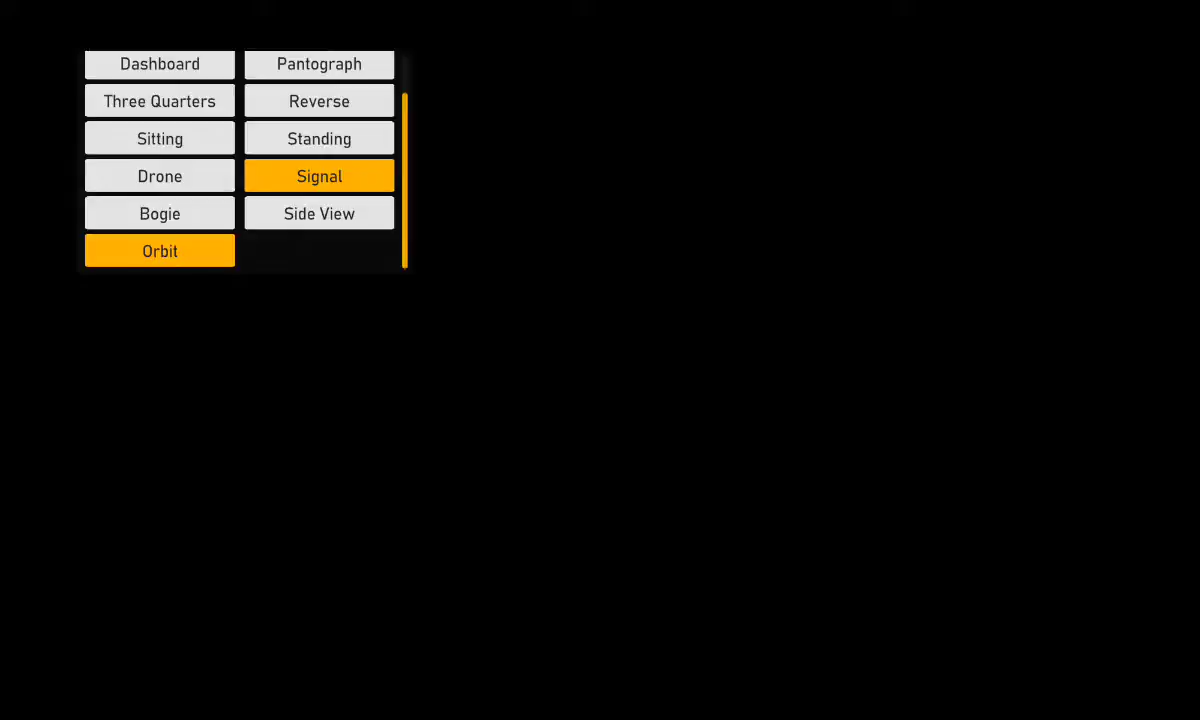 Dashboard
Pantograph
Three Quarters
Reverse
Sitting
Standing
Drone
Signal
Bogie
Side View
Orbit